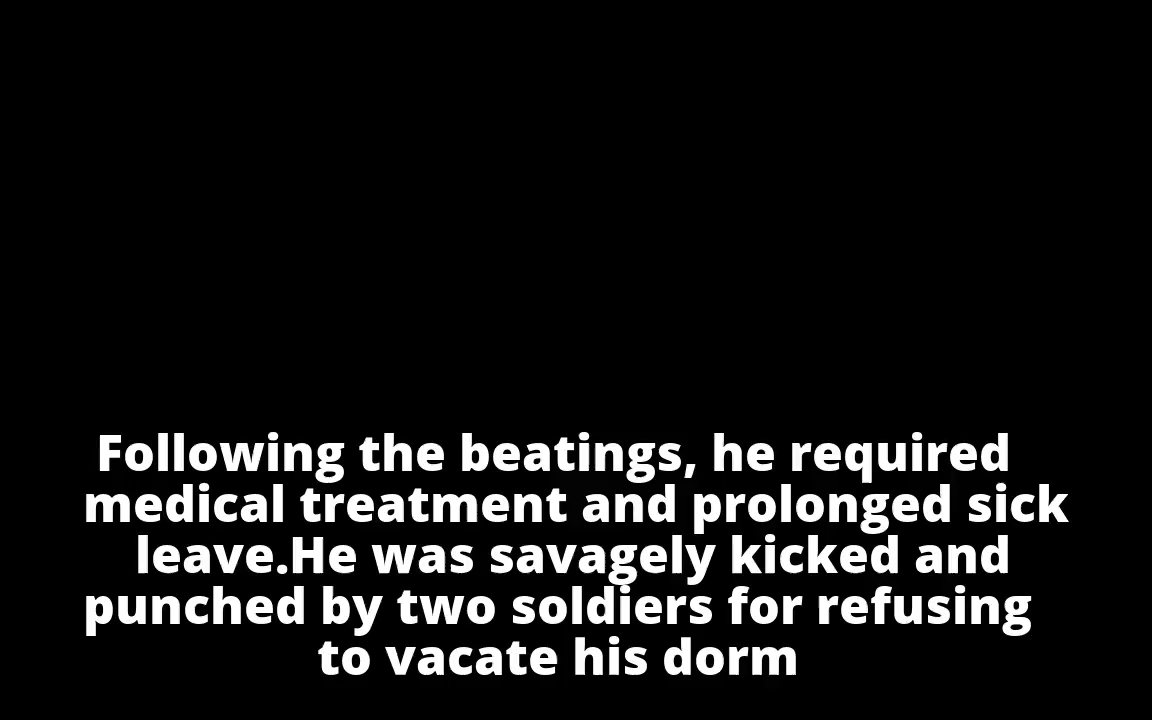 Following the beatings, he required
medical treatment and prolonged sick
leave.He was savagely kicked and
punched by two soldiers for refusing
to vacate his dorm